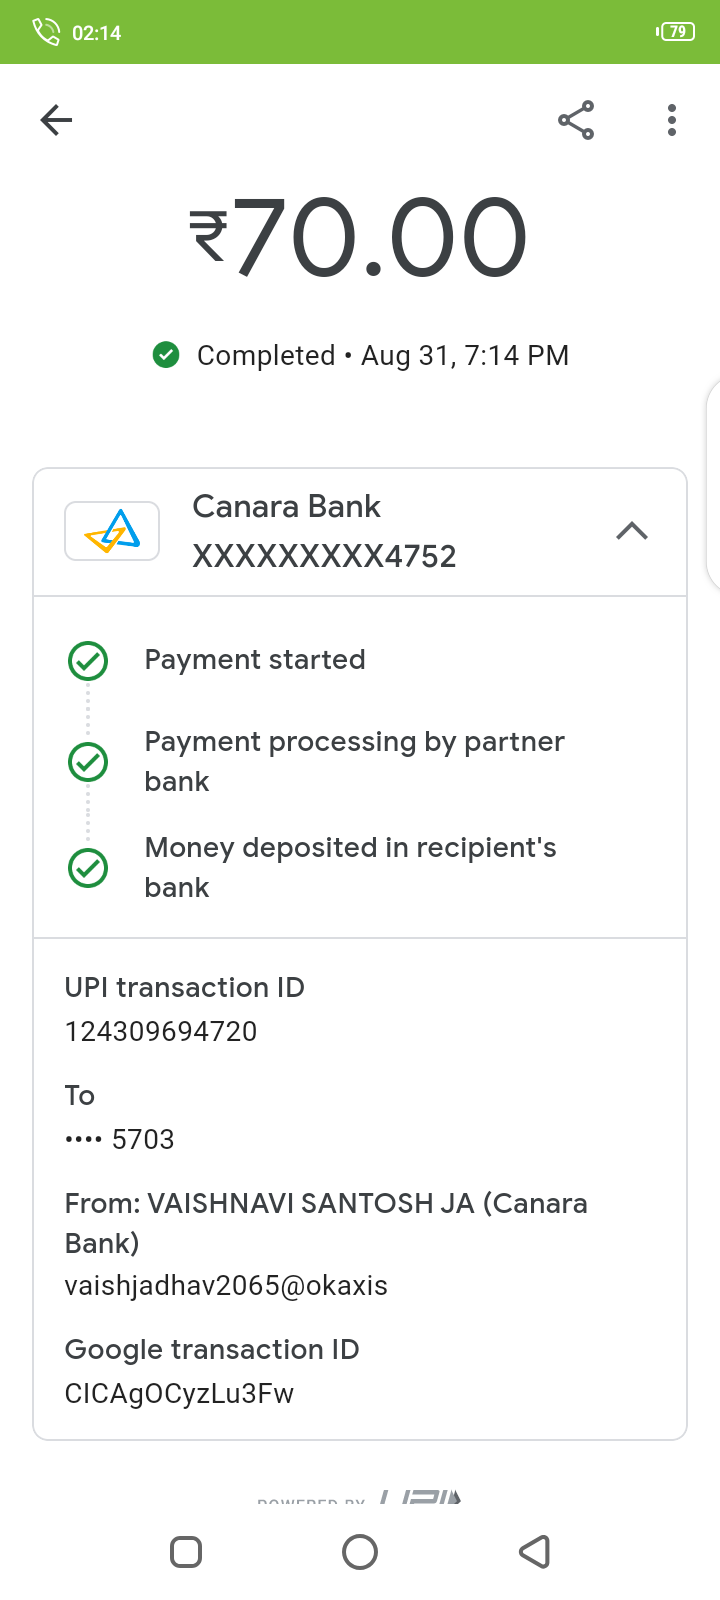 02:14
79
₹70.00
Completed • Aug 31, 7:14 PM
Canara Bank
XXXXXXXXX4752
Payment started
Payment processing by partner
bank
Money deposited in recipient's
bank
UPI transaction ID
124309694720
To
•••• 5703
From: VAISHNAVI SANTOSH JA (Canara
Bank)
vaishjadhav2065@okaxis
Google transaction ID
CICAgOCyzLu3Fw
POWERED BY UPI